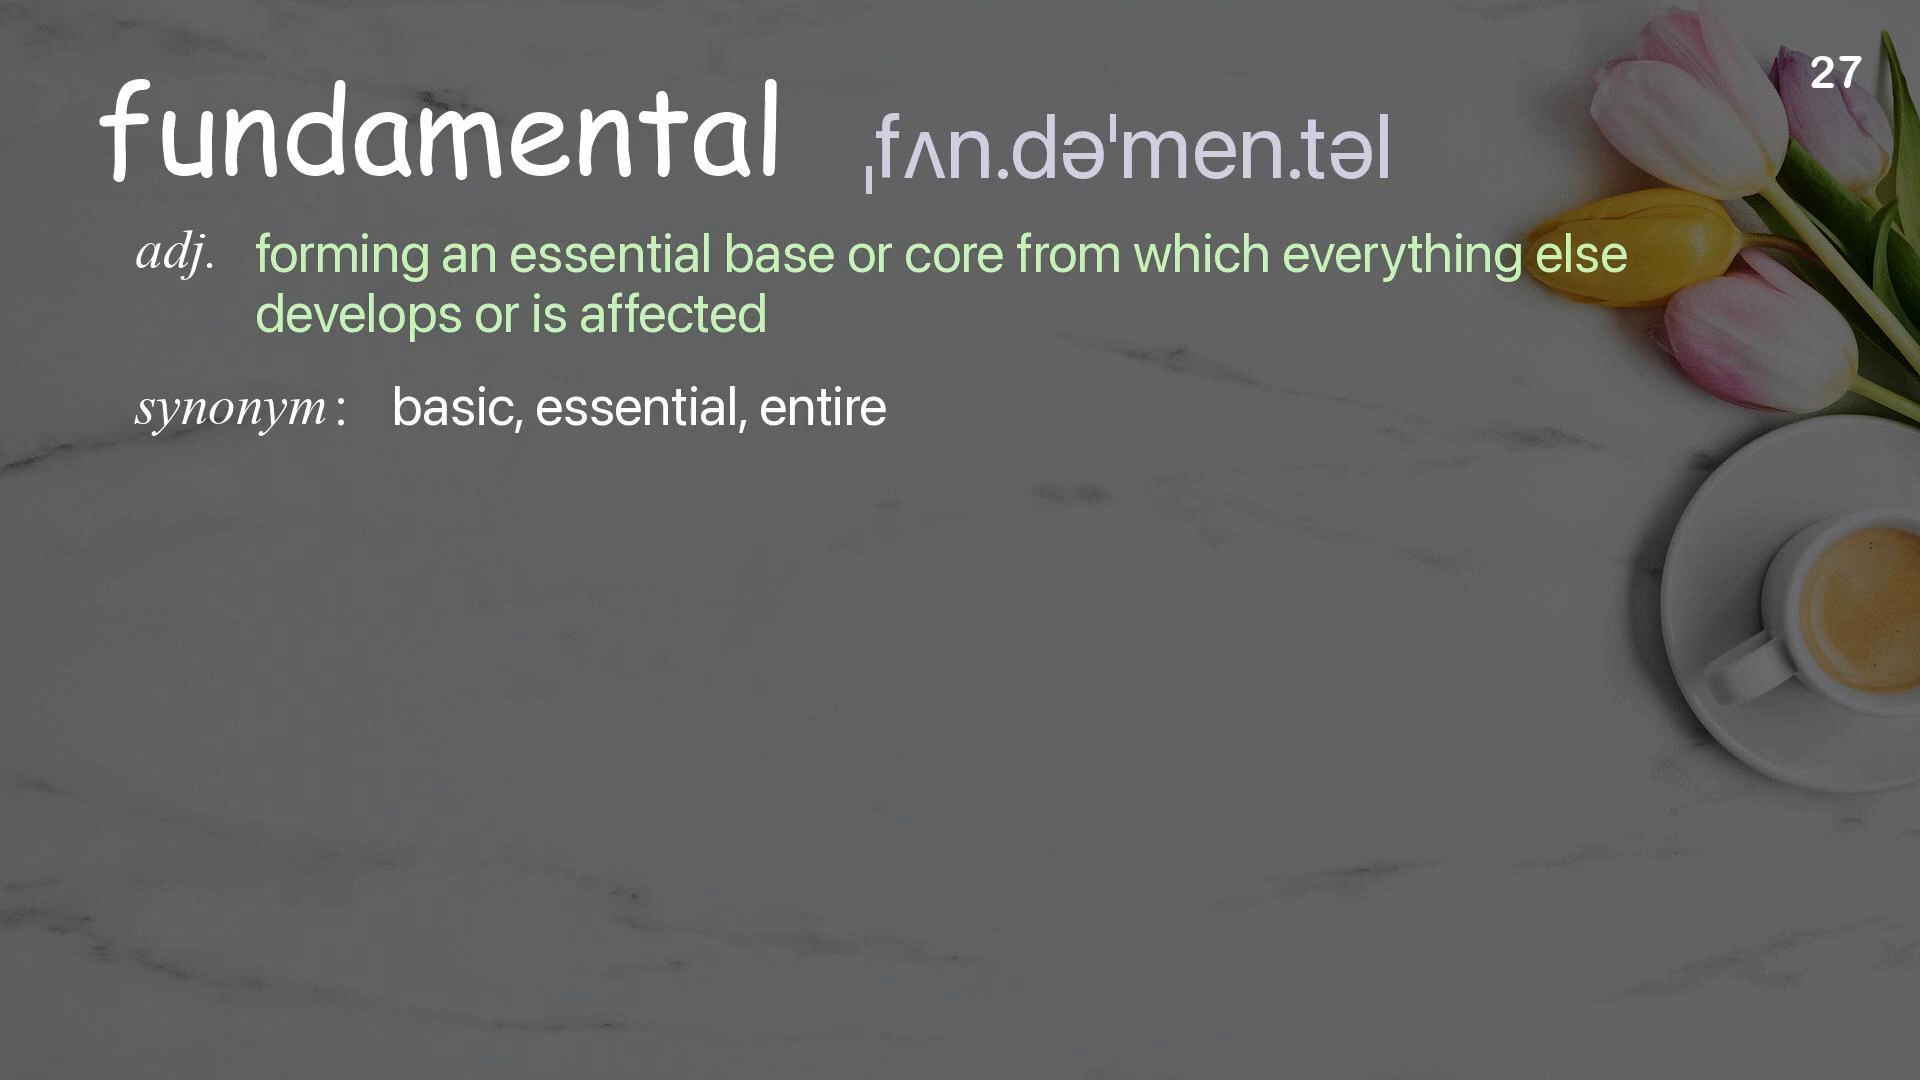 27
fundamental ˌfʌn.dəˈmen.təl
adj. forming an essential base or core from which everything else
develops or is affected
synonym: basic, essential, entire